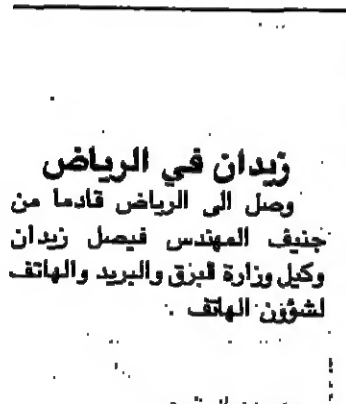 زيدان في الرياض
وصل الى الرياض قادما من
جنيف المهندس فيصل زيدان
وكيل وزارة البرق والبريد والهاتف
لشؤون الهاتف .